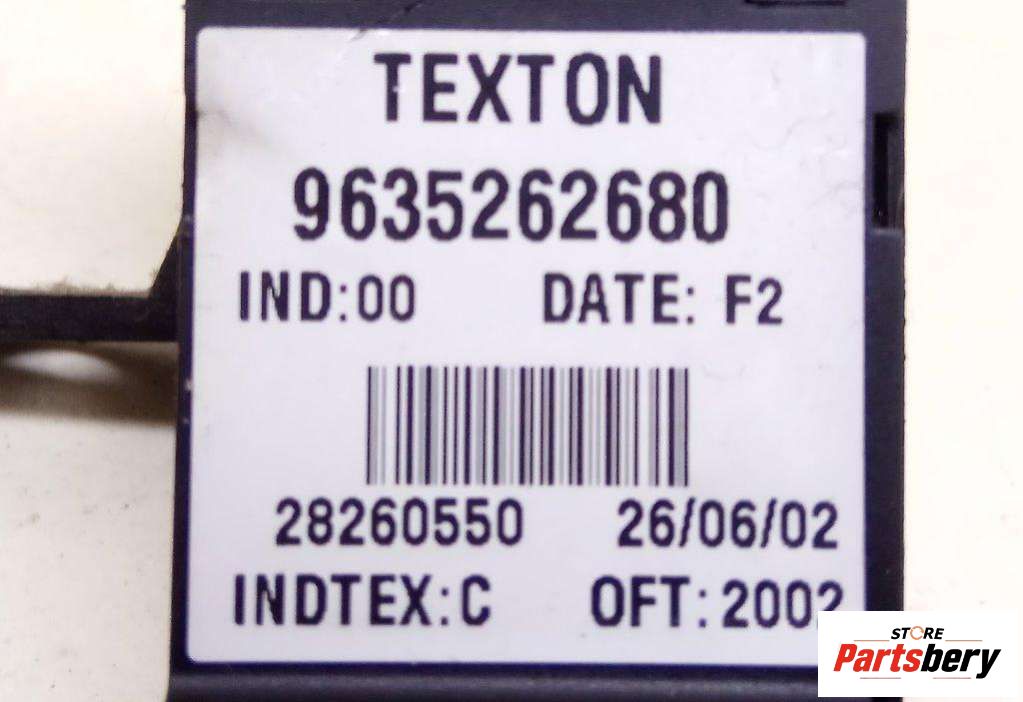 TEXTON
9635262680
IND:00 DATE: F2
28260550 26/06/02
INDTEX:C OFT: 2002
STORE
Partsbery